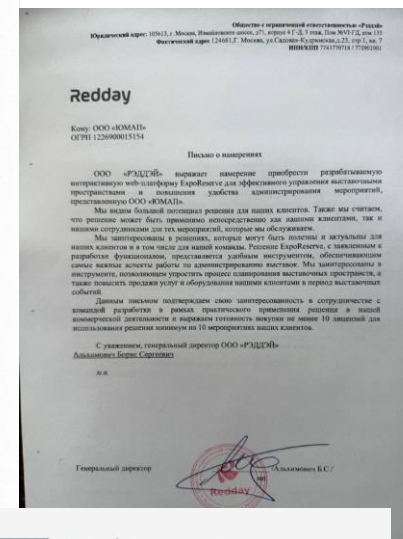 Общество с ограниченной ответственностью «Рэддэй»
Юридический адрес: 105613, г. Москва, Измайловское шоссе, д71, корпус 4 Г-Д, 3 этаж, Пом №VI-ГД, ком 135
Фактический адрес 124681,Г. Москва, ул.Садовая-Кудринская,д.23, стр.1, кв. 7
ИНН/КПП
Redday
Кому: ООО «ЮМАП»
ОГРН 1226900015154
Письмо о намерениях
ООО «РЭДДЭЙ» выражает намерение приобрести разрабатываемую
интерактивную web-платформу ExpoReserve для эффективного управления выставочными
пространствами и повышения удобства администрирования мероприятий,
представленную ООО «ЮМАП».
Мы видим большой потенциал решения для наших клиентов. Также мы считаем,
что решение может быть применимо непосредственно как нашими клиентами, так и
нашими сотрудниками для тех мероприятий, которые мы обслуживаем.
Мы заинтересованы в решениях, которые могут быть полезны и актуальны для
наших клиентов и в том числе для нашей команды. Решение ExpoReserve, с заявленным к
разработке функционалом, представляется удобным инструментом, обеспечивающим
самые важные аспекты работы по администрированию выставок. Мы заинтересованы в
инструменте, позволяющем упростить процесс планирования выставочных пространств, а
также повысить продажи услуг и оборудования нашими клиентами в период выставочных
событий.
Данным письмом подтверждаем свою заинтересованность в сотрудничестве с
командой разработки в рамках практического применения решения в нашей
коммерческой деятельности и выражаем готовность покупки не менее 10 лицензий для
использования решения минимум на 10 мероприятиях наших клиентов.
С уважением, генеральный директор ООО «РЭДДЭЙ»
Альхимович Борис Сергеевич
М.П.
Генеральный директор /Альхимович Б.С./
Redday